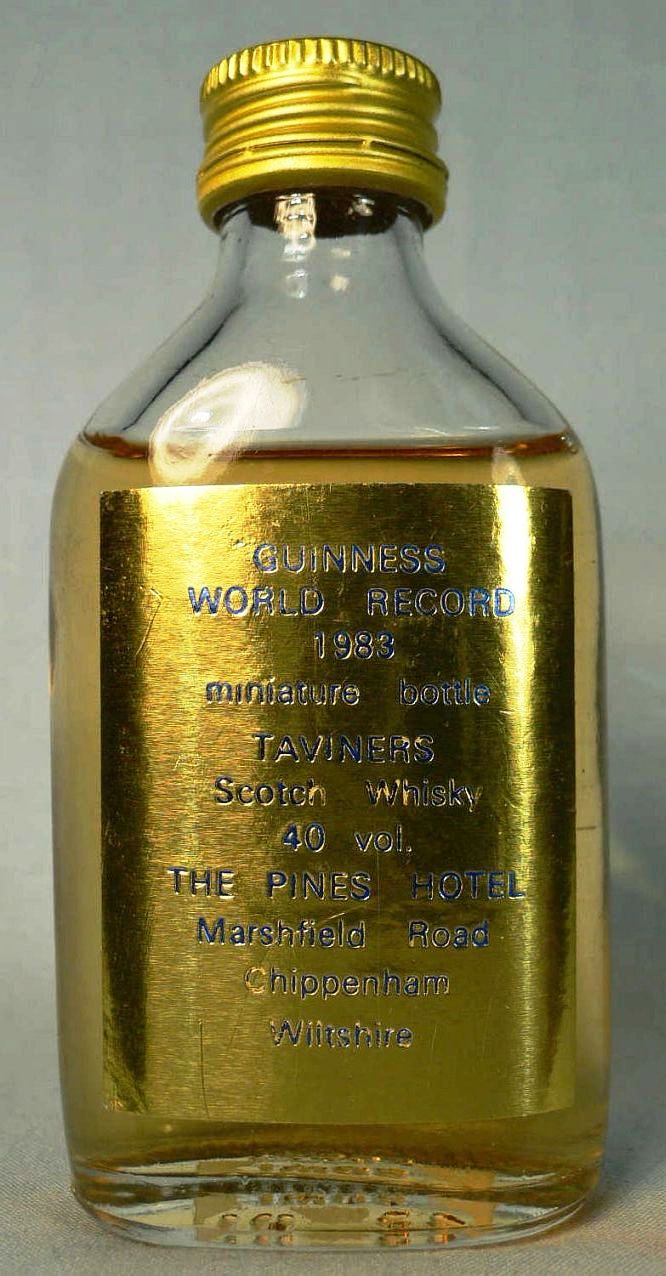 GUINNESS
WORLD RECORD
1983
miniature bottle
TAVINERS
Scotch Whisky
40 vol.
THE PINES HOTEL
Marshfield Road
Chippenham
Wiltshire